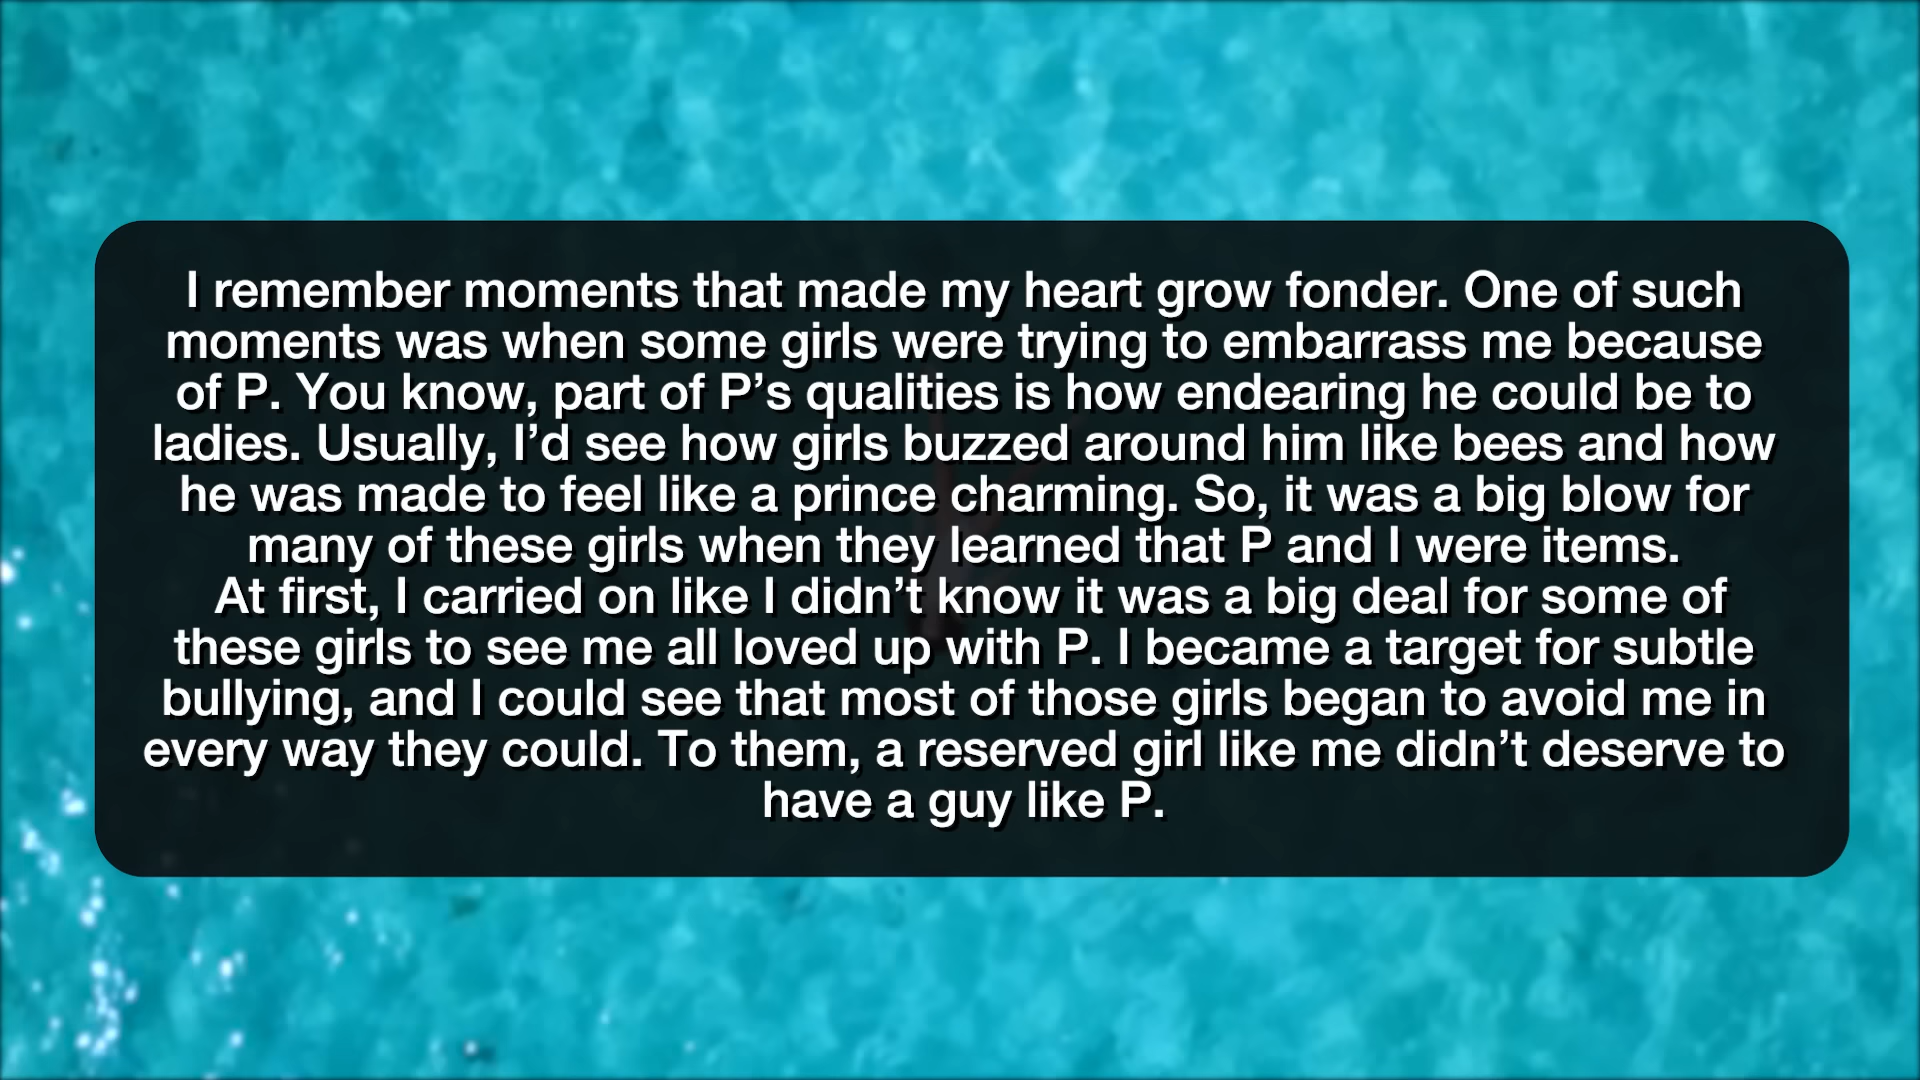 I remember moments that made my heart grow fonder. One of such
moments was when some girls were trying to embarrass me because
of P. You know, part of P’s qualities is how endearing he could be to
ladies. Usually, I’d see how girls buzzed around him like bees and how
he was made to feel like a prince charming. So, it was a big blow for
many of these girls when they learned that P and I were items.
At first, I carried on like I didn’t know it was a big deal for some of
these girls to see me all loved up with P. I became a target for subtle
bullying, and I could see that most of those girls began to avoid me in
every way they could. To them, a reserved girl like me didn’t deserve to
have a guy like P.